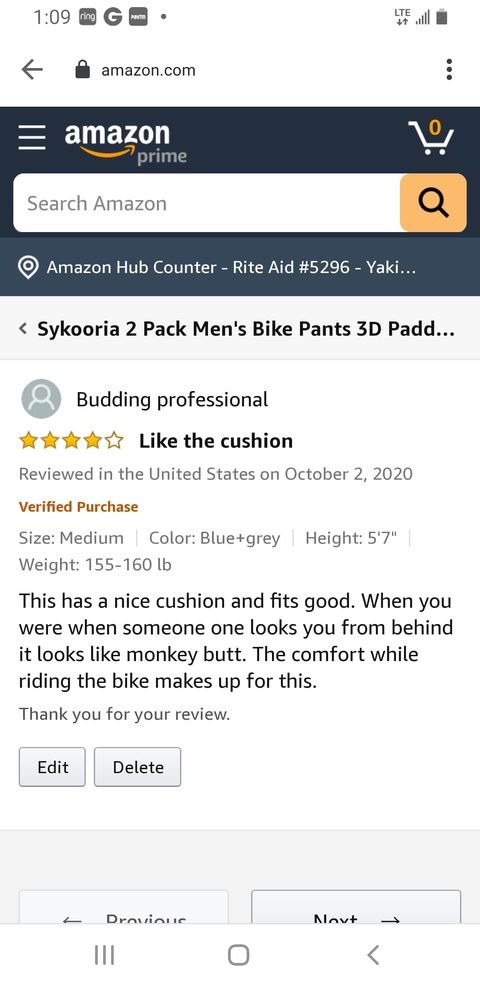 1:09 ring G Paytm LTE
amazon.com
amazon
prime
0
Search Amazon
Amazon Hub Counter - Rite Aid #5296 - Yaki...
Sykooria 2 Pack Men's Bike Pants 3D Padd...
Budding professional
Like the cushion
Reviewed in the United States on October 2, 2020
Verified Purchase
Size: Medium | Color: Blue+grey | Height: 5'7" |
Weight: 155-160 lb
This has a nice cushion and fits good. When you
were when someone one looks you from behind
it looks like monkey butt. The comfort while
riding the bike makes up for this.
Thank you for your review.
Edit Delete
← Previous Next →